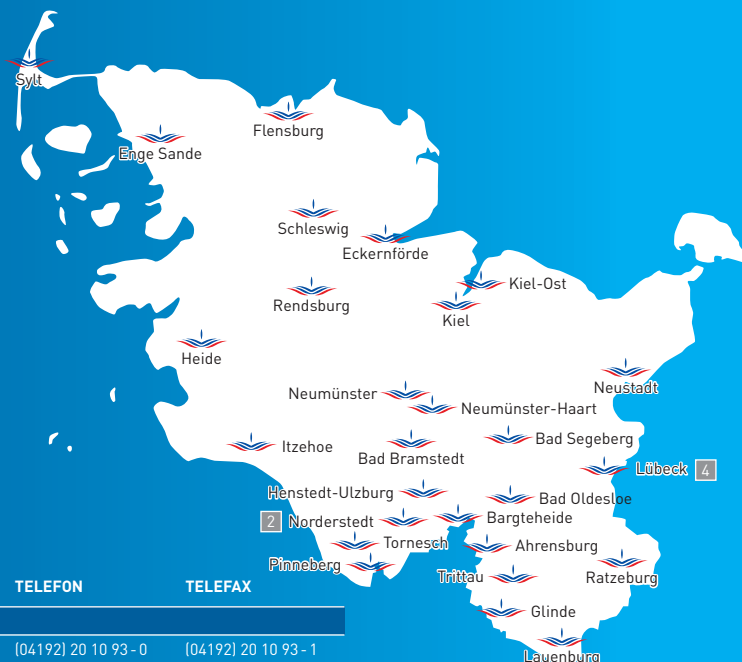 Sylt
Flensburg
Enge Sande
Schleswig
Eckernförde
Kiel-Ost
Rendsburg
Kiel
Heide
Neustadt
Neumünster
Neumünster-Haart
Bad Segeberg
Itzehoe
Bad Bramstedt
Lübeck 4
Henstedt-Ulzburg
Bad Oldesloe
2 Norderstedt
Bargteheide
Tornesch
Ahrensburg
Pinneberg
Trittau
Ratzeburg
TELEFON TELEFAX
Glinde
(04192) 20 10 93 - 0 (04192) 20 10 93 - 1
Lauenburg